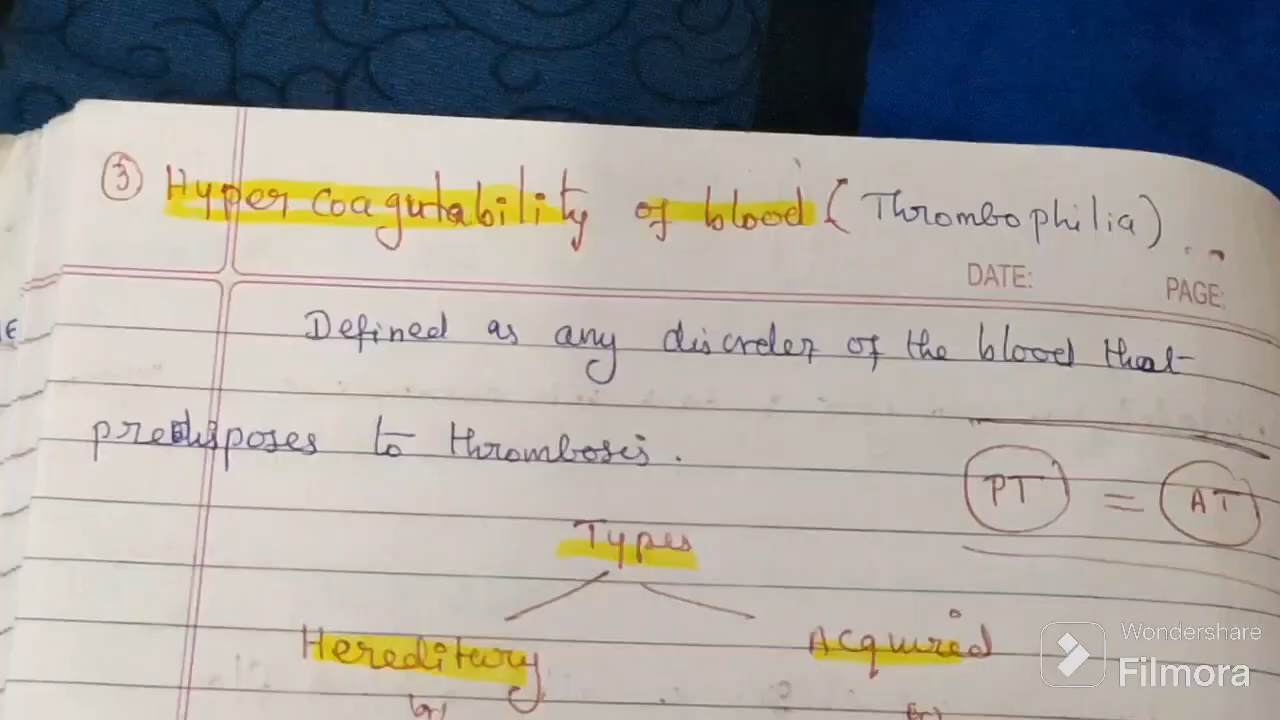 ③ Hyper coagulability of blood (Thrombophilia)
DATE: PAGE:
Defined as any disorder of the blood that
predisposes to thrombosis.
PT = AT
Types
Hereditary Acquired
Wondershare
Filmora